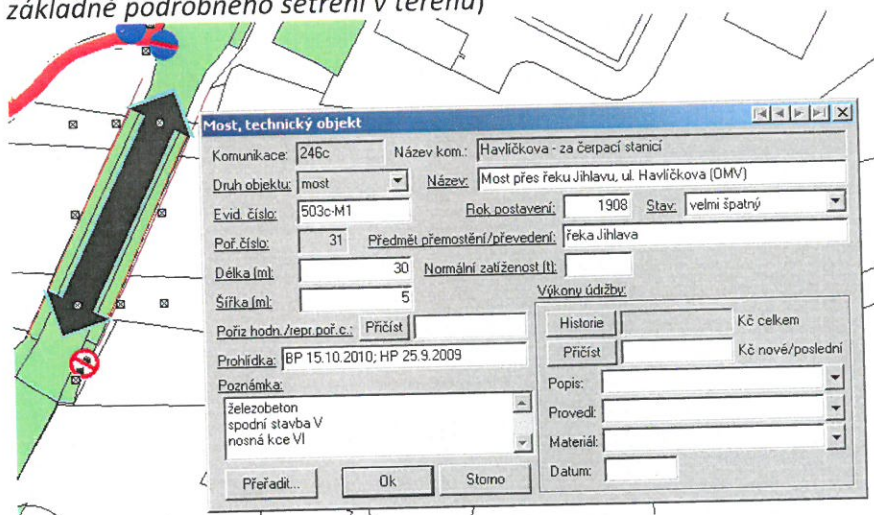 základně podrobného šetření v terénu)
Most, technický objekt
Komunikace: 246c Název kom.: Havlíčkova - za čerpací stanicí
Druh objektu: most Název: Most přes řeku Jihlavu, ul. Havlíčkova (OMV)
Evid. číslo: 503c-M1 Rok postavení: 1908 Stav: velmi špatný
Poř.číslo: 31 Předmět přemostění/převedení: řeka Jihlava
Délka (m): 30 Normální zatíženost (t):
Šířka (m): 5 Výkony údižby:
Pořiz hodn./repr.poř.c.: Přičíst Historie Kč celkem
Prohlídka: BP 15.10.2010; HP 25.9.2009 Přičíst Kč nové/poslední
Poznámka: Popis:
železobeton
spodní stavba V Provedl:
nosná kce VI Materiál:
Přeřadit... Ok Storno Datum: